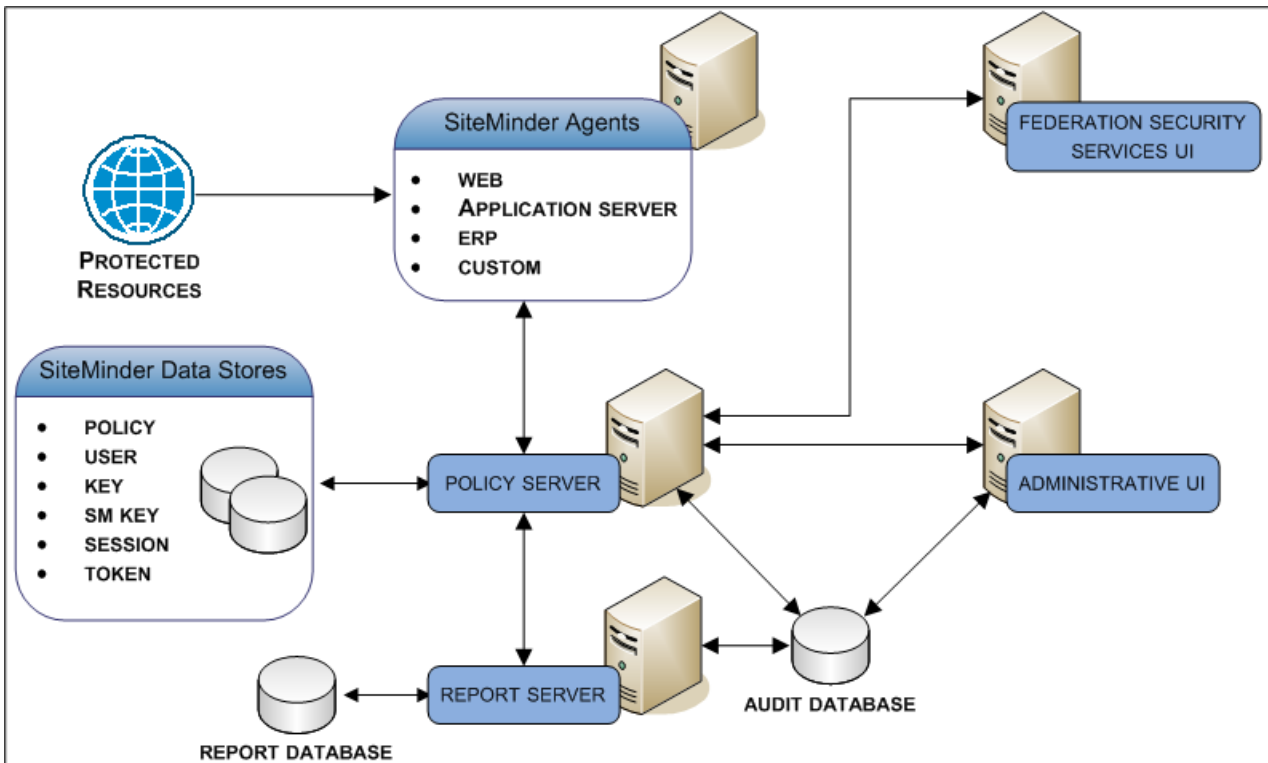 SiteMinder Agents
• WEB
• APPLICATION SERVER
• ERP
• CUSTOM
FEDERATION SECURITY
SERVICES UI
PROTECTED
RESOURCES
SiteMinder Data Stores
• POLICY
• USER
• KEY
• SM KEY
• SESSION
• TOKEN
POLICY SERVER
ADMINISTRATIVE UI
REPORT SERVER
AUDIT DATABASE
REPORT DATABASE